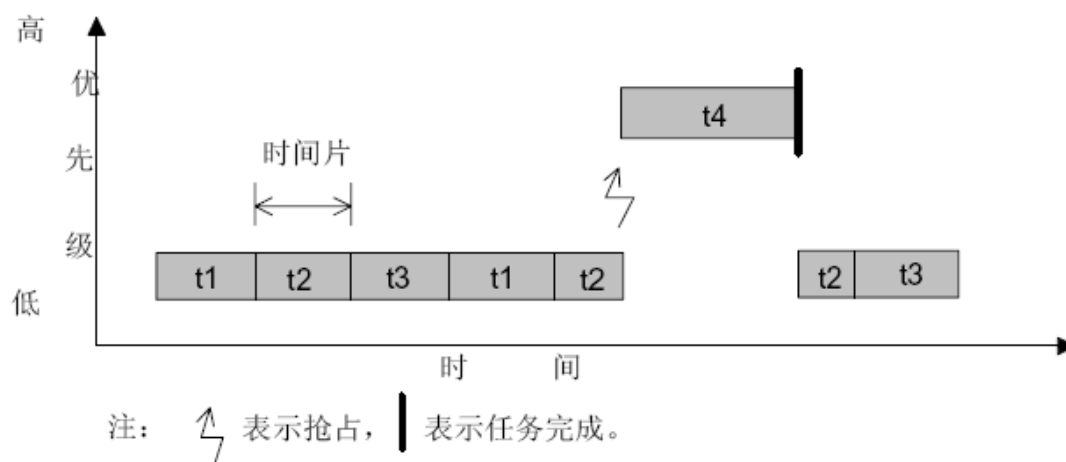 高
优
先
级
低
时间片
t4
t1 t2 t3 t1 t2 t2 t3
时 间
注： 表示抢占， 表示任务完成。